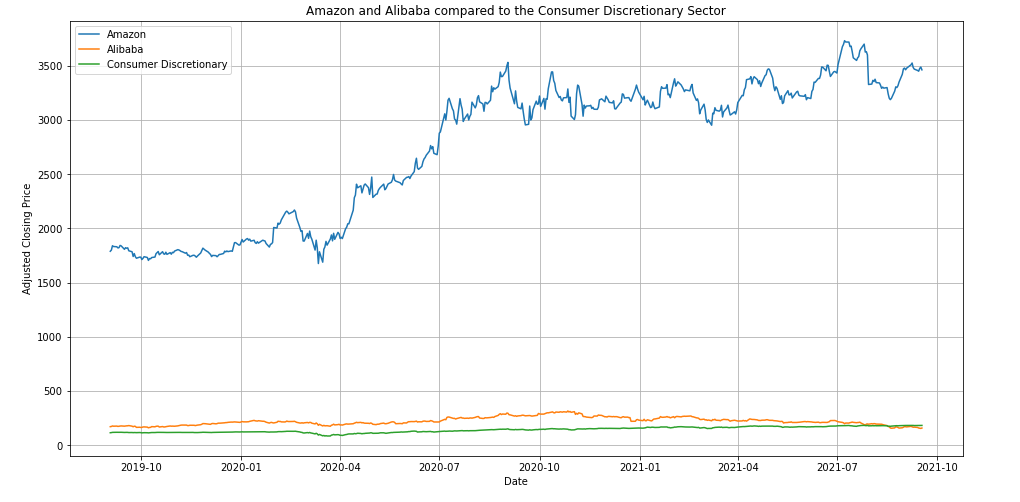 Amazon and Alibaba compared to the Consumer Discretionary Sector
Amazon
Alibaba
Consumer Discretionary
Adjusted Closing Price
3500
3000
2500
2000
1500
1000
500
0
2019-10 2020-01 2020-04 2020-07 2020-10 2021-01 2021-04 2021-07 2021-10
Date